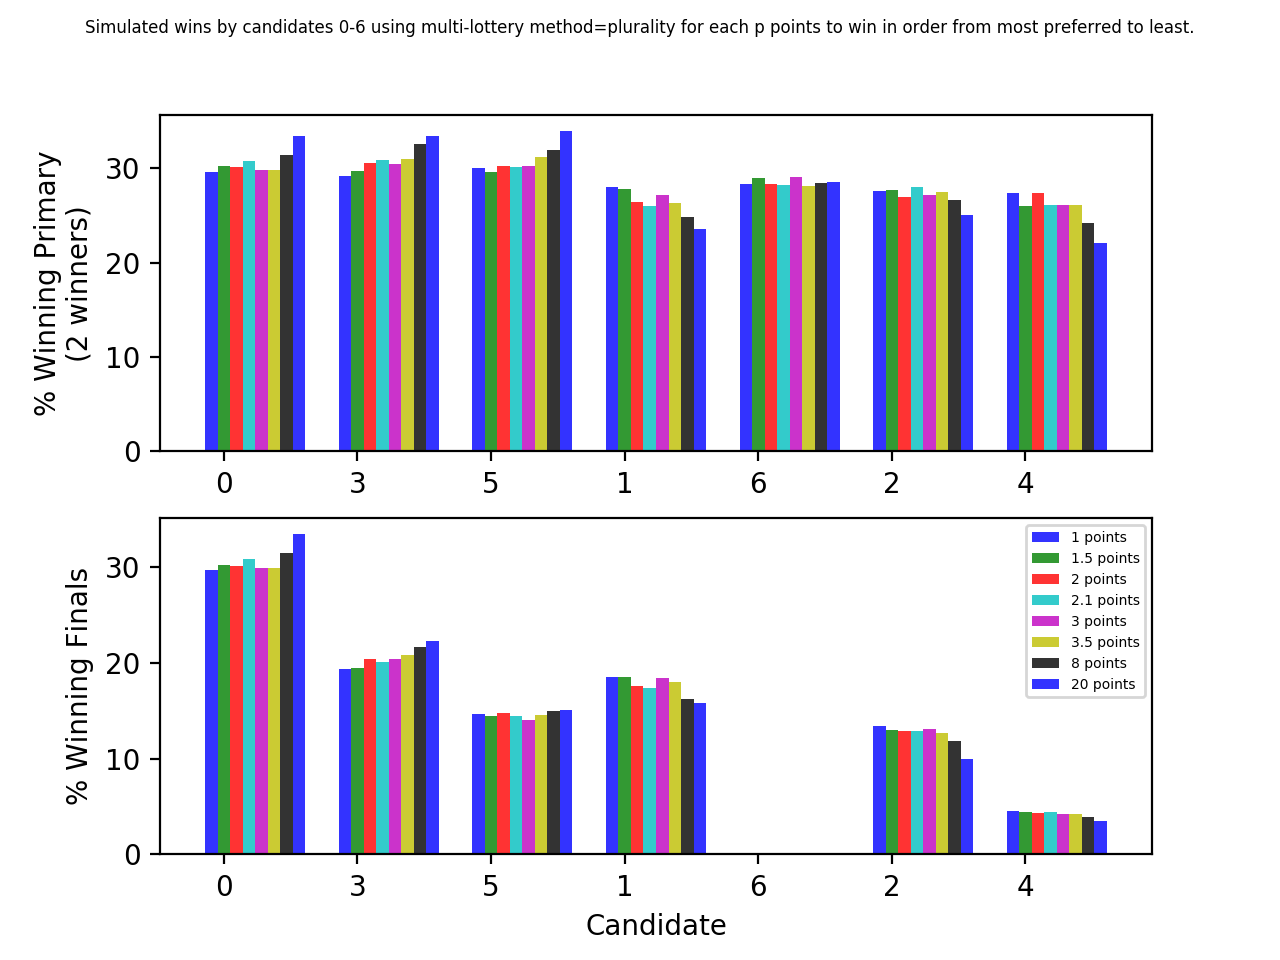 Simulated wins by candidates 0-6 using multi-lottery method=plurality for each p points to win in order from most preferred to least.
% Winning Primary
(2 winners)
30
20
10
0
0 3 5 1 6 2 4
% Winning Finals
30
20
10
0
1 points
1.5 points
2 points
2.1 points
3 points
3.5 points
8 points
20 points
0 3 5 1 6 2 4
Candidate